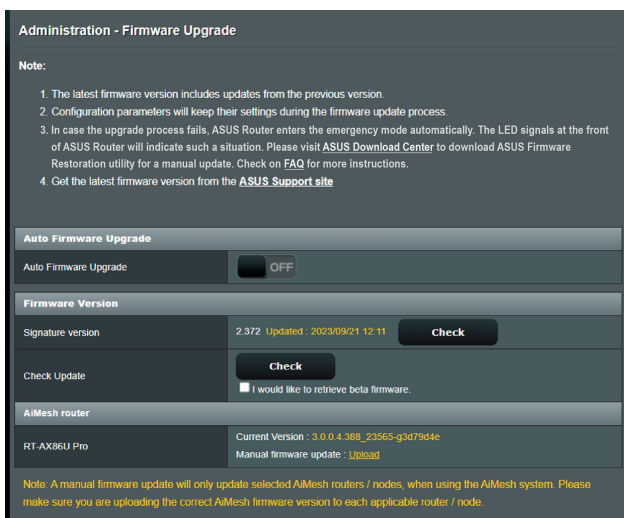 Administration - Firmware Upgrade
Note:
1. The latest firmware version includes updates from the previous version.
2. Configuration parameters will keep their settings during the firmware update process.
3. In case the upgrade process fails, ASUS Router enters the emergency mode automatically. The LED signals at the front
of ASUS Router will indicate such a situation. Please visit ASUS Download Center to download ASUS Firmware
Restoration utility for a manual update. Check on FAQ for more instructions.
4. Get the latest firmware version from the ASUS Support site
Auto Firmware Upgrade
Auto Firmware Upgrade OFF
Firmware Version
Signature version 2.372 Updated : 2023/09/21 12:11 Check
Check Update Check
I would like to retrieve beta firmware.
AiMesh router
RT-AX86U Pro Current Version : 3.0.0.4.388_23565-g3d79d4e
Manual firmware update : Upload
Note: A manual firmware update will only update selected AiMesh routers / nodes, when using the AiMesh system. Please
make sure you are uploading the correct AiMesh firmware version to each applicable router / node.